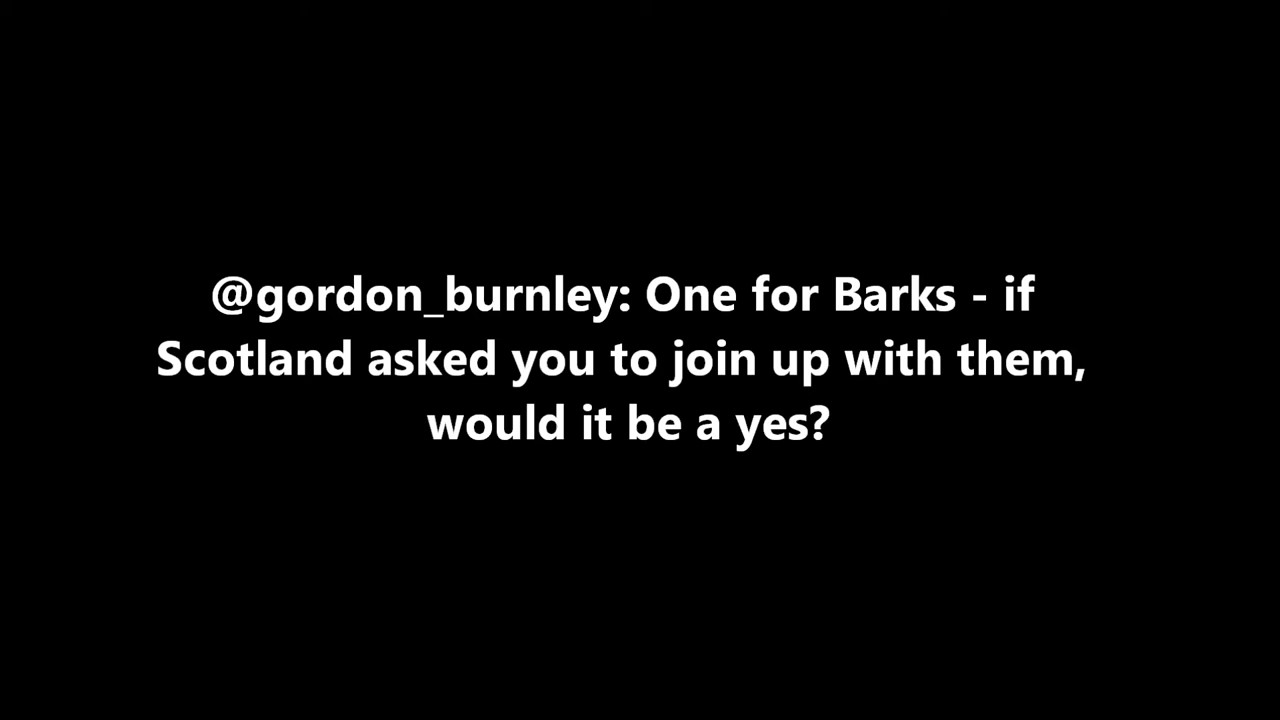 @gordon_burnley: One for Barks - if
Scotland asked you to join up with them,
would it be a yes?